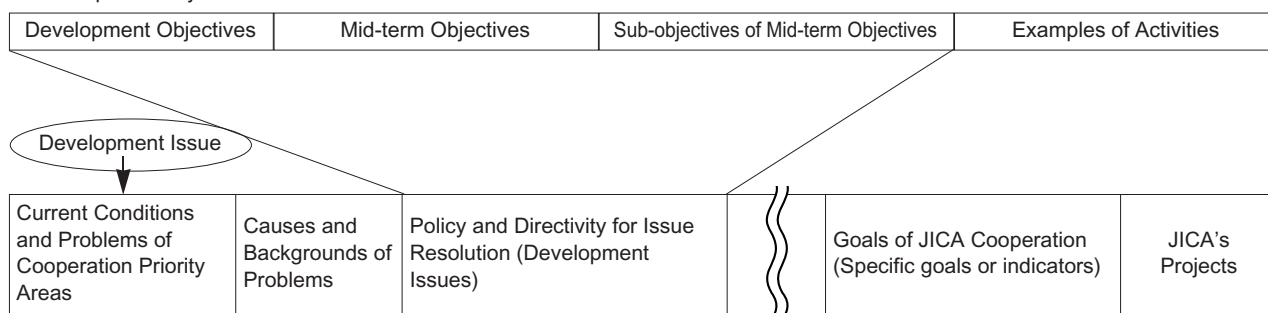 Development Objectives
Mid-term Objectives
Sub-objectives of Mid-term Objectives
Examples of Activities
Development Issue
Current Conditions
and Problems of
Cooperation Priority
Areas
Causes and
Backgrounds of
Problems
Policy and Directivity for Issue
Resolution (Development
Issues)
Goals of JICA Cooperation
(Specific goals or indicators)
JICA's
Projects